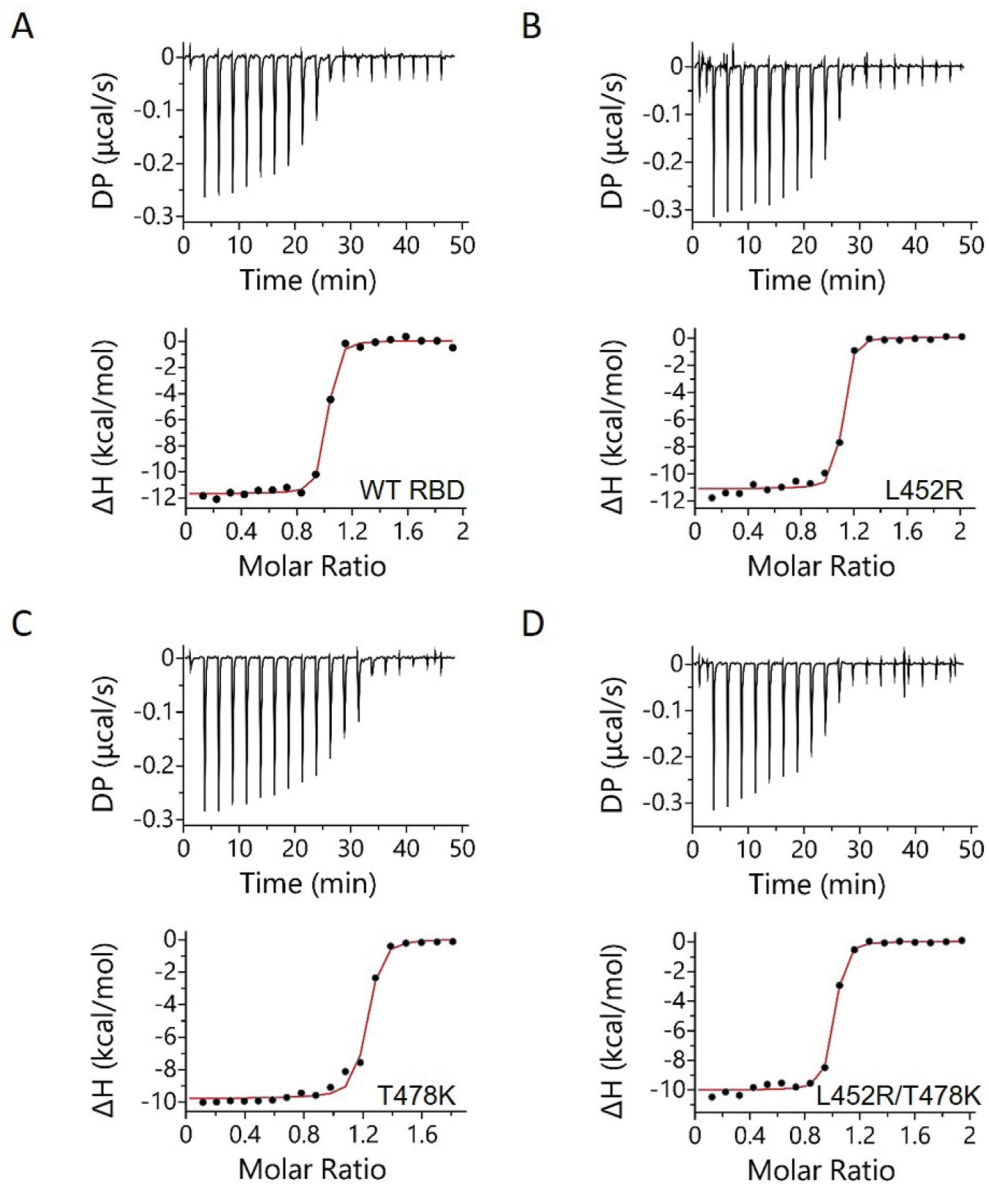 A
0
-0.1
-0.2
-0.3
DP (µcal/s)
0 10 20 30 40 50
Time (min)
0
-2
-4
-6
-8
-10
-12
ΔH (kcal/mol)
WT RBD
0 0.4 0.8 1.2 1.6 2
Molar Ratio
B
0
-0.1
-0.2
-0.3
DP (µcal/s)
0 10 20 30 40 50
Time (min)
0
-2
-4
-6
-8
-10
-12
ΔH (kcal/mol)
L452R
0 0.4 0.8 1.2 1.6 2
Molar Ratio
C
0
-0.1
-0.2
-0.3
DP (µcal/s)
0 10 20 30 40 50
Time (min)
0
-2
-4
-6
-8
-10
ΔH (kcal/mol)
T478K
0 0.4 0.8 1.2 1.6
Molar Ratio
D
0
-0.1
-0.2
-0.3
DP (µcal/s)
0 10 20 30 40 50
Time (min)
0
-2
-4
-6
-8
-10
ΔH (kcal/mol)
L452R/T478K
0 0.4 0.8 1.2 1.6 2
Molar Ratio